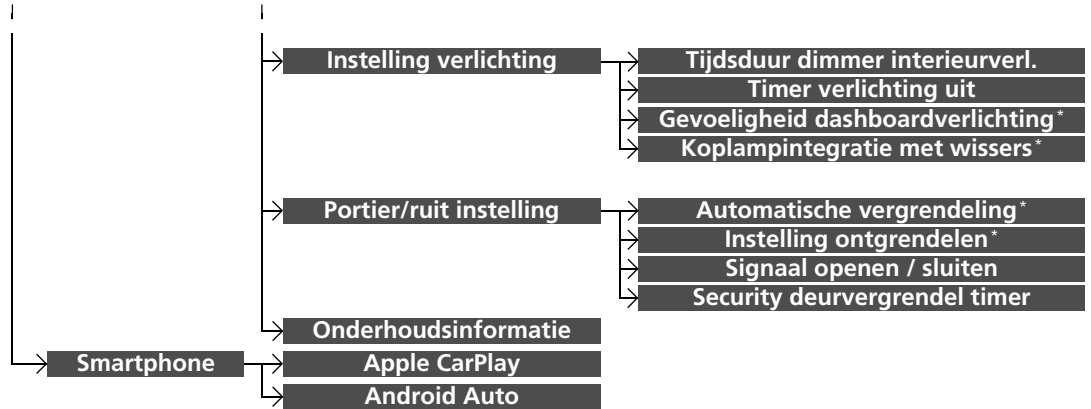 Instelling verlichting
Tijdsduur dimmer interieurverl.
Timer verlichting uit
Gevoeligheid dashboardverlichting*
Koplampintegratie met wissers*
Portier/ruit instelling
Automatische vergrendeling*
Instelling ontgrendelen*
Signaal openen / sluiten
Security deurvergrendel timer
Onderhoudsinformatie
Smartphone
Apple CarPlay
Android Auto